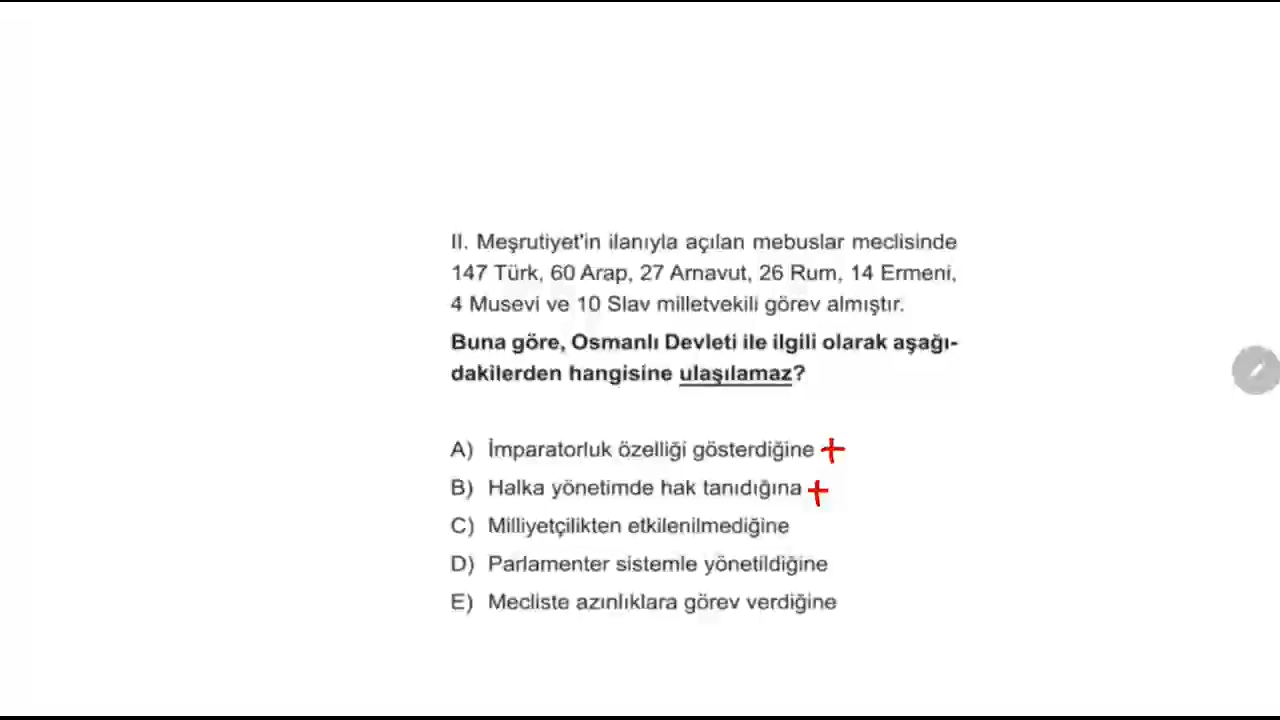 II. Meşrutiyet'in ilanıyla açılan mebuslar meclisinde
147 Türk, 60 Arap, 27 Arnavut, 26 Rum, 14 Ermeni,
4 Musevi ve 10 Slav milletvekili görev almıştır.
Buna göre, Osmanlı Devleti ile ilgili olarak aşağı-
dakilerden hangisine ulaşılamaz?
A) İmparatorluk özelliği gösterdiğine +
B) Halka yönetimde hak tanıdığına +
C) Milliyetçilikten etkilenilmediğine
D) Parlamenter sistemle yönetildiğine
E) Mecliste azınlıklara görev verdiğine